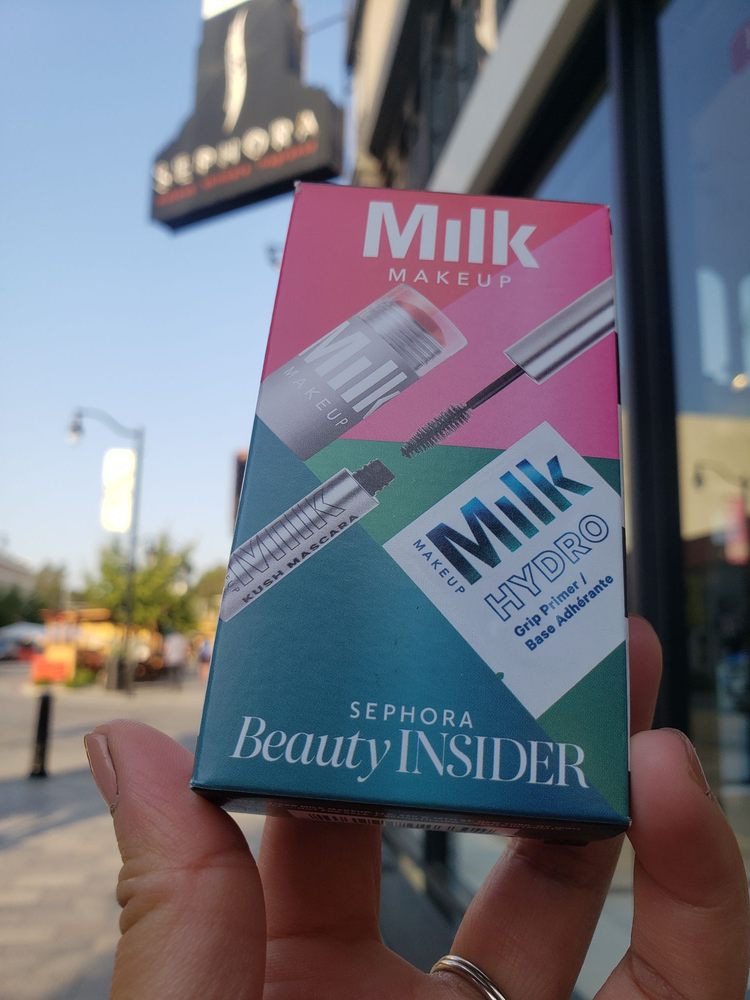 SEPHORA
Milk
MAKEUP
Milk
MAKEUP
Milk
KUSH MASCARA
Milk
MAKEUP
HYDRO
Grip Primer /
Base Adhérante
SEPHORA
Beauty INSIDER